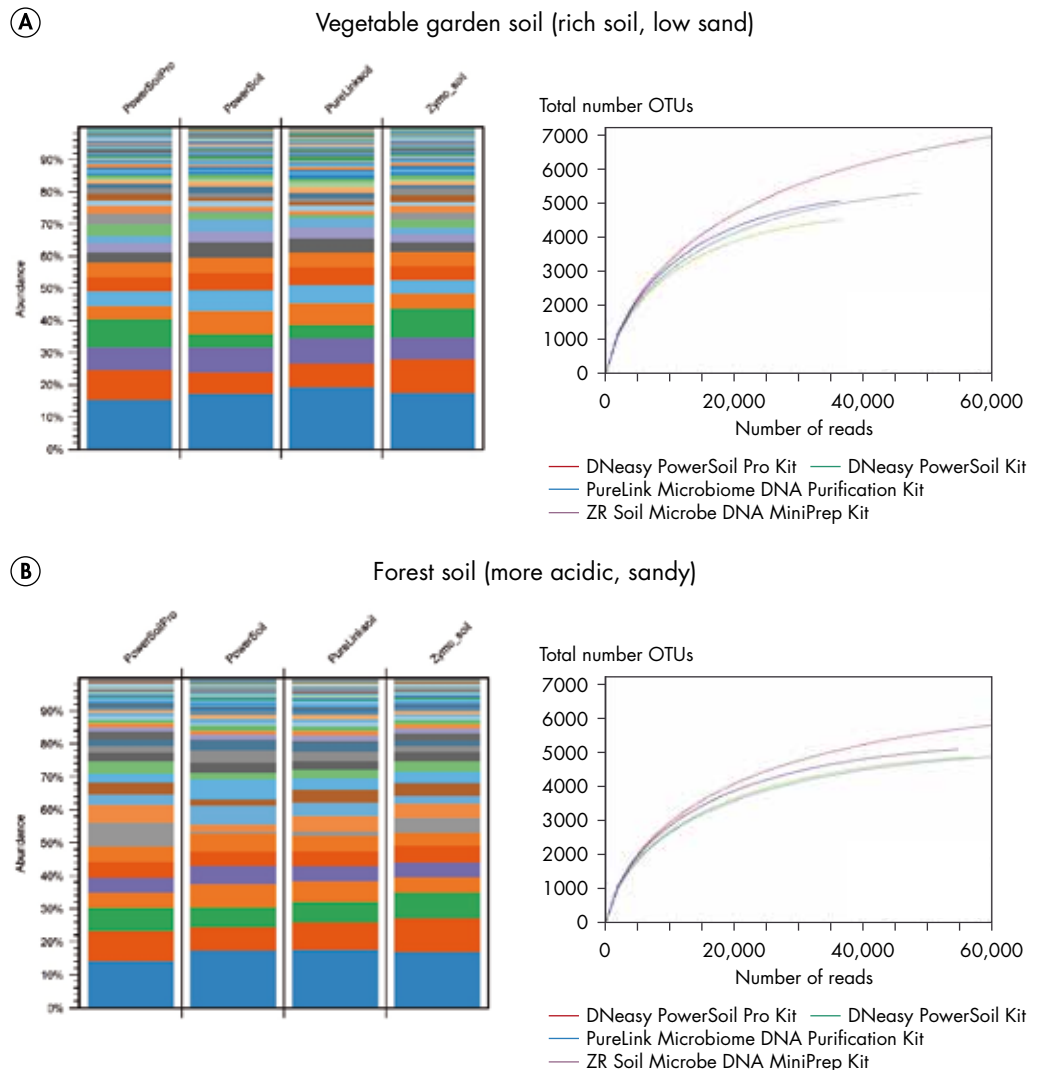 A
Vegetable garden soil (rich soil, low sand)
PowerSoilPro
PowerSoil
PureLinksoil
Zymo_soil
Abundance
90%
80%
70%
60%
50%
40%
30%
20%
10%
0%
Total number OTUs
7000
6000
5000
4000
3000
2000
1000
0
0 20,000 40,000 60,000
Number of reads
DNeasy PowerSoil Pro Kit DNeasy PowerSoil Kit
PureLink Microbiome DNA Purification Kit
ZR Soil Microbe DNA MiniPrep Kit
B
Forest soil (more acidic, sandy)
PowerSoilPro
PowerSoil
PureLinksoil
Zymo_soil
Abundance
90%
80%
70%
60%
50%
40%
30%
20%
10%
0%
Total number OTUs
7000
6000
5000
4000
3000
2000
1000
0
0 20,000 40,000 60,000
Number of reads
DNeasy PowerSoil Pro Kit DNeasy PowerSoil Kit
PureLink Microbiome DNA Purification Kit
ZR Soil Microbe DNA MiniPrep Kit